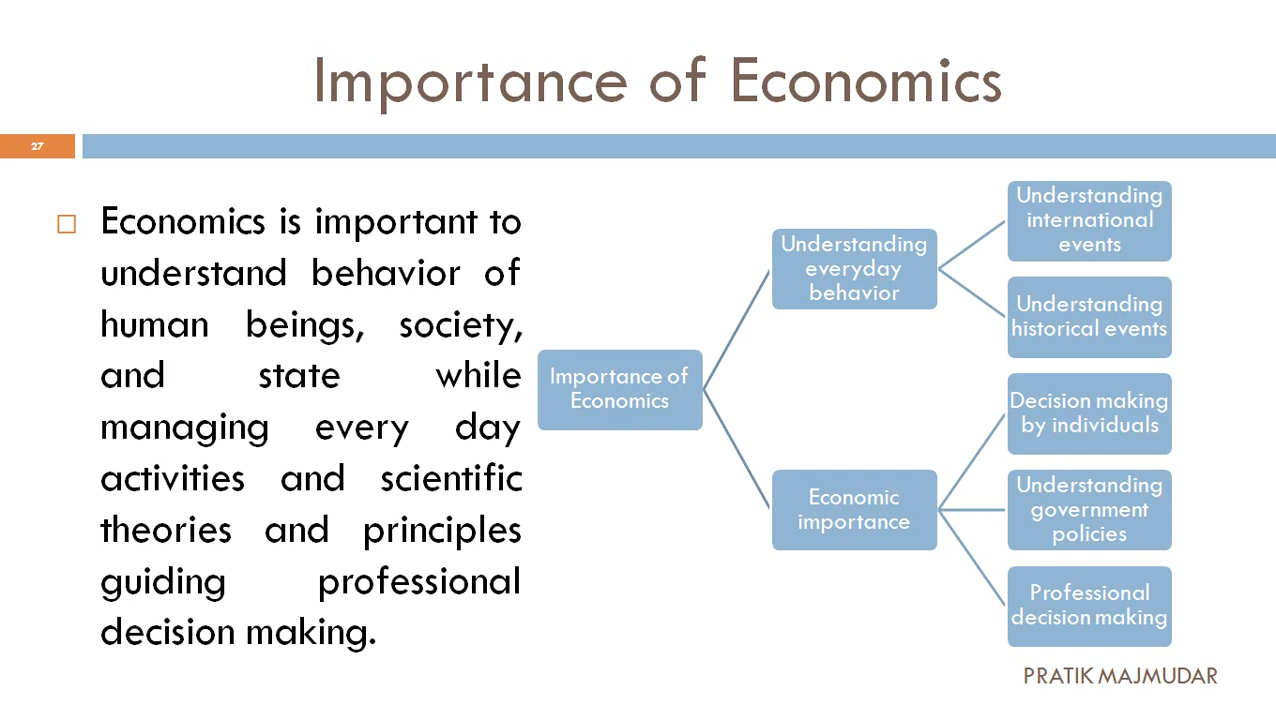 Importance of Economics
27
Economics is important to
understand behavior of
human beings, society,
and state while
managing every day
activities and scientific
theories and principles
guiding professional
decision making.
Importance of
Economics
Understanding
everyday
behavior
Understanding
international
events
Understanding
historical events
Economic
importance
Decision making
by individuals
Understanding
government
policies
Professional
decision making
PRATIK MAJMUDAR